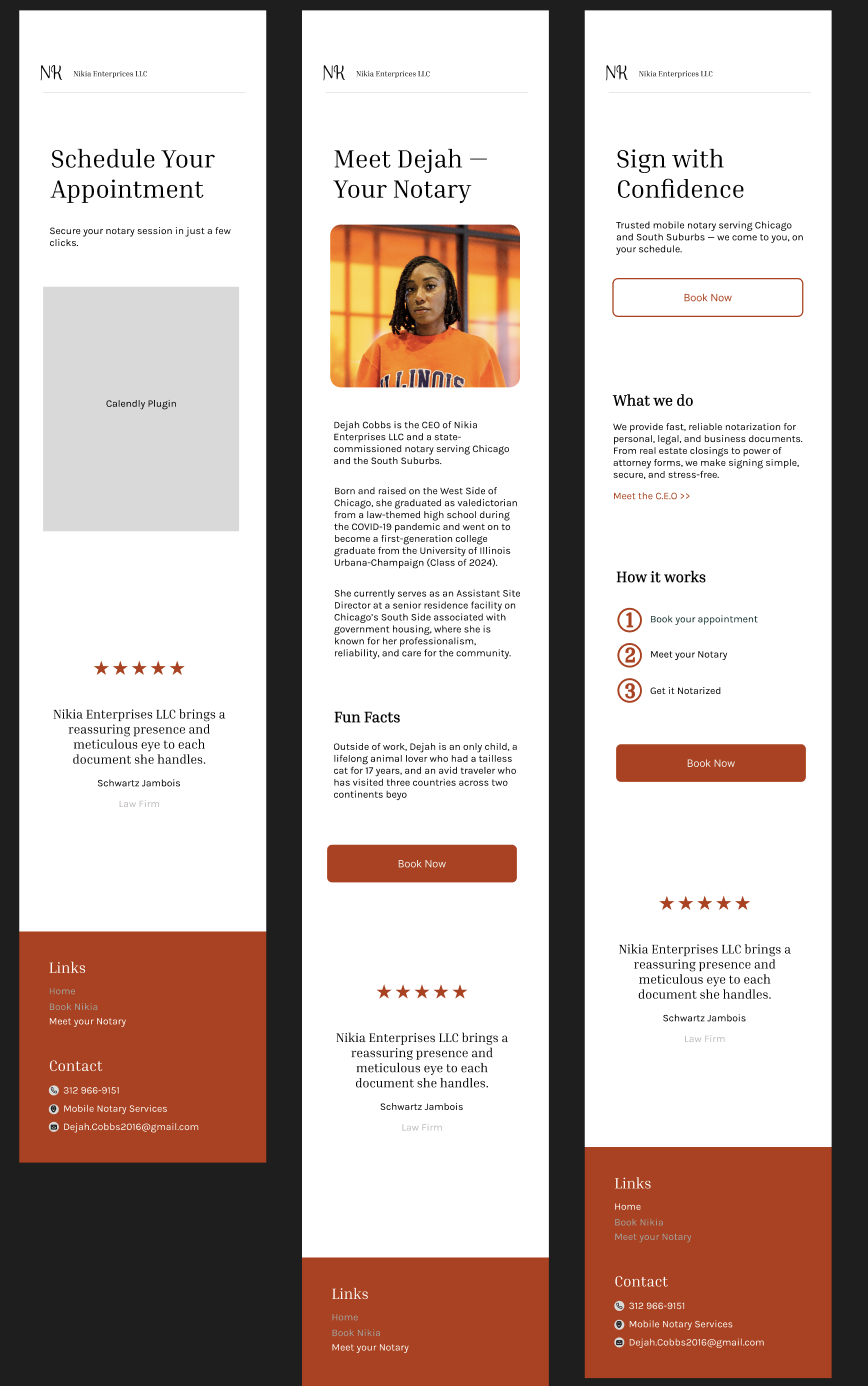 NK Nikia Enterprices LLC
Schedule Your
Appointment
Secure your notary session in just a few
clicks.
Calendly Plugin
Nikia Enterprises LLC brings a
reassuring presence and
meticulous eye to each
document she handles.
Schwartz Jambois
Law Firm
Links
Home
Book Nikia
Meet your Notary
Contact
312 966-9151
Mobile Notary Services
Dejah.Cobbs2016@gmail.com
NK Nikia Enterprices LLC
Meet Dejah —
Your Notary
ILLINOIS
Dejah Cobbs is the CEO of Nikia
Enterprises LLC and a state-
commissioned notary serving Chicago
and the South Suburbs.
Born and raised on the West Side of
Chicago, she graduated as valedictorian
from a law-themed high school during
the COVID-19 pandemic and went on to
become a first-generation college
graduate from the University of Illinois
Urbana-Champaign (Class of 2024).
She currently serves as an Assistant Site
Director at a senior residence facility on
Chicago's South Side associated with
government housing, where she is
known for her professionalism,
reliability, and care for the community.
Fun Facts
Outside of work, Dejah is an only child, a
lifelong animal lover who had a tailless
cat for 17 years, and an avid traveler who
has visited three countries across two
continents beyo
Book Now
Nikia Enterprises LLC brings a
reassuring presence and
meticulous eye to each
document she handles.
Schwartz Jambois
Law Firm
Links
Home
Book Nikia
Meet your Notary
NK Nikia Enterprices LLC
Sign with
Confidence
Trusted mobile notary serving Chicago
and South Suburbs — we come to you, on
your schedule.
Book Now
What we do
We provide fast, reliable notarization for
personal, legal, and business documents.
From real estate closings to power of
attorney forms, we make signing simple,
secure, and stress-free.
Meet the C.E.O >>
How it works
1 Book your appointment
2 Meet your Notary
3 Get it Notarized
Book Now
Nikia Enterprises LLC brings a
reassuring presence and
meticulous eye to each
document she handles.
Schwartz Jambois
Law Firm
Links
Home
Book Nikia
Meet your Notary
Contact
312 966-9151
Mobile Notary Services
Dejah.Cobbs2016@gmail.com